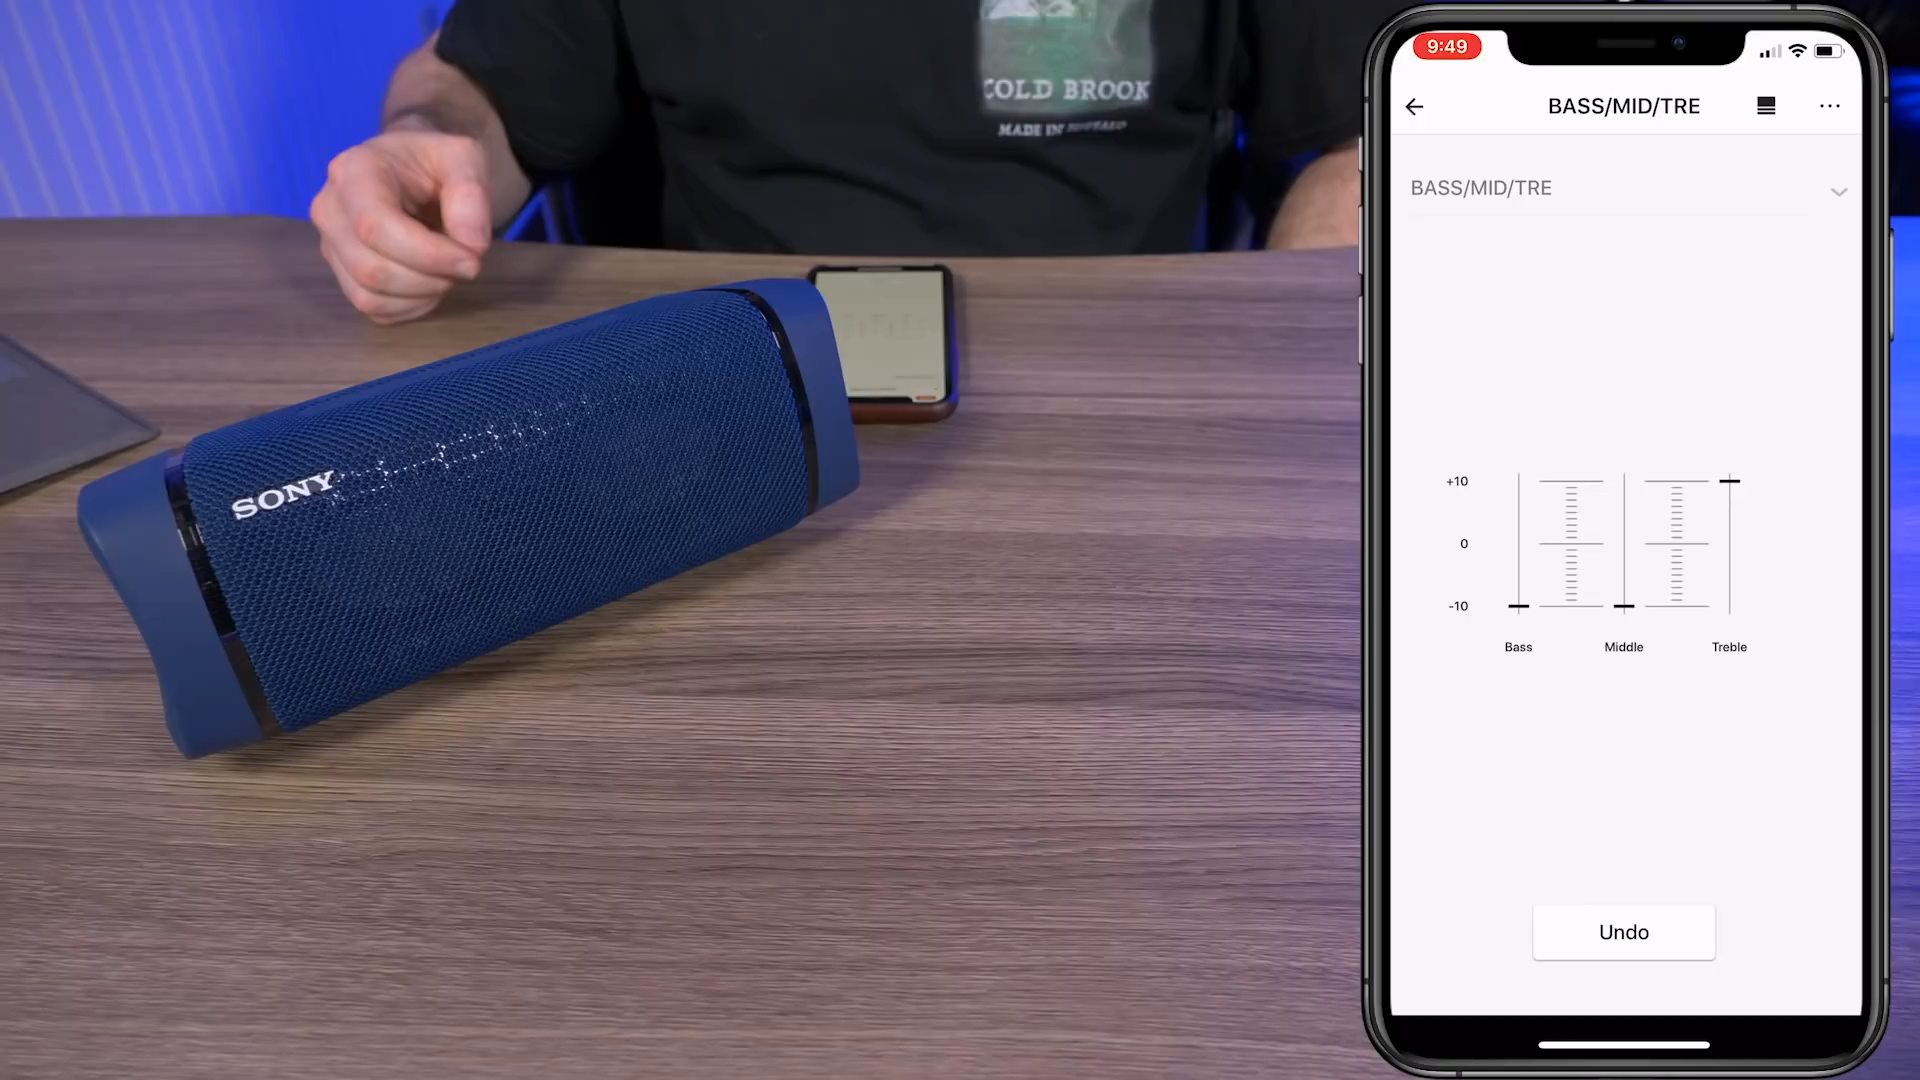 COLD BROOK
MADE IN BUFFALO
SONY
9:49
BASS/MID/TRE
BASS/MID/TRE
+10
0
-10
Bass
Middle
Treble
Undo